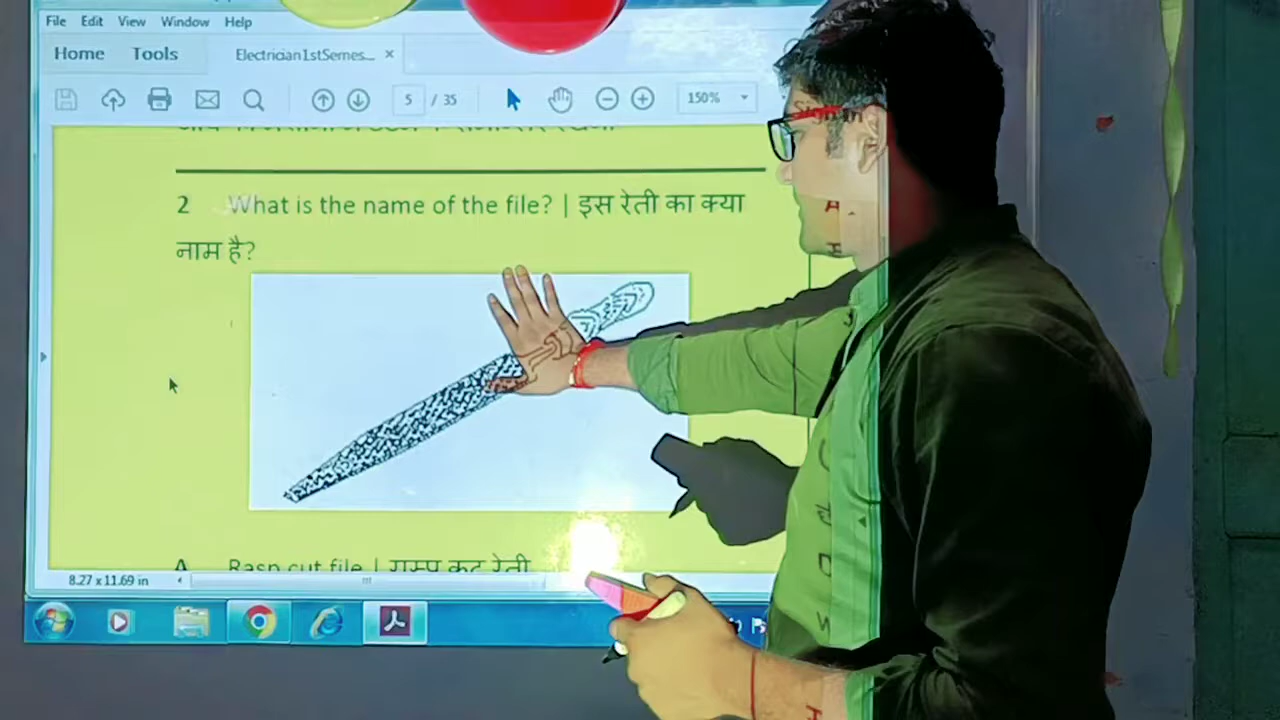 File Edit View Window Help
Home Tools Electrician1stSemes... ×
5 / 35 150%
2 What is the name of the file? | इस रेती का क्या
नाम है?
A Rasp cut file | रास्प कट रेती
8.27 x 11.69 in